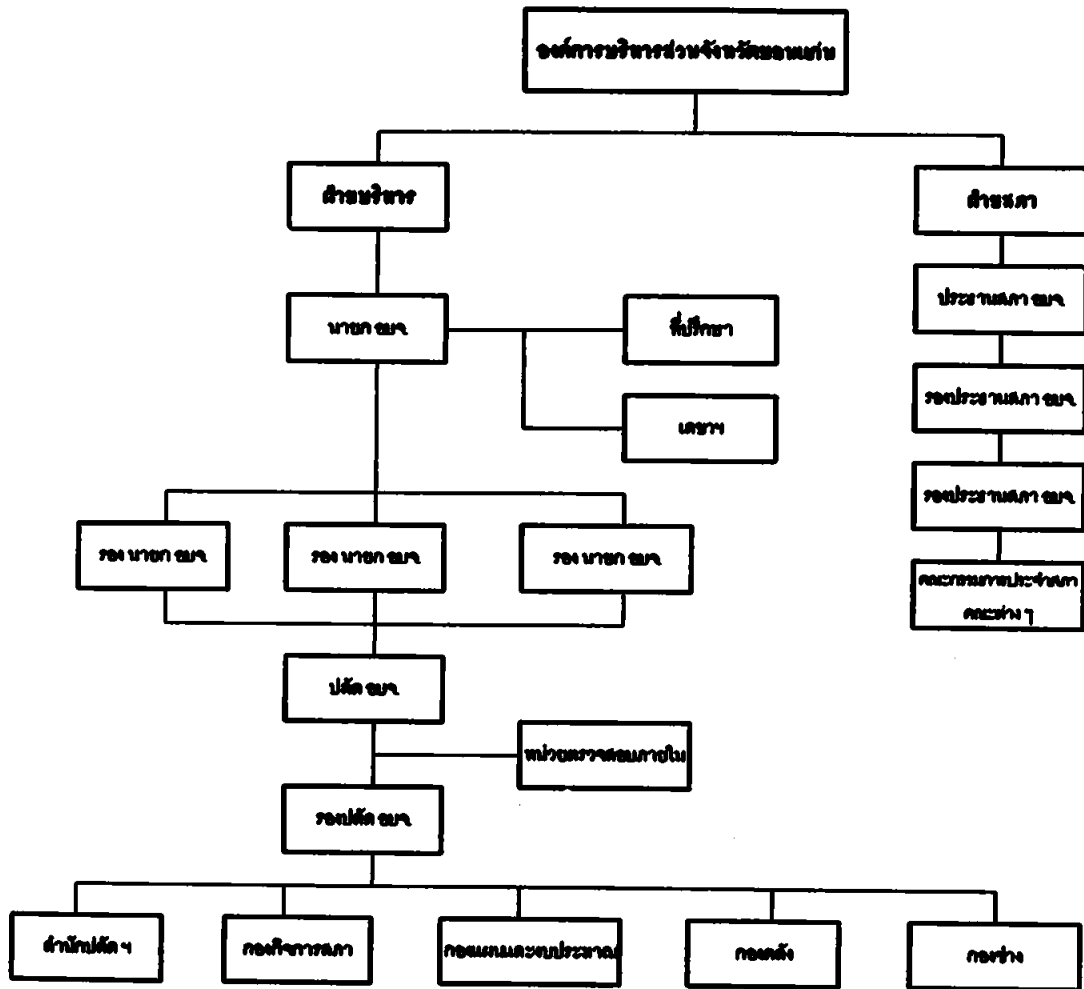 องค์การบริหารส่วนจังหวัดขอนแก่น
ฝ่ายบริหาร
ฝ่ายสภา
นายก อบจ.
ที่ปรึกษา
ประธานสภา อบจ.
เลขาฯ
รองประธานสภา อบจ.
รองประธานสภา อบจ.
รอง นายก อบจ.
รอง นายก อบจ.
รอง นายก อบจ.
คณะกรรมการประจำสภา
คณะต่าง ๆ
ปลัด อบจ.
หน่วยตรวจสอบภายใน
รองปลัด อบจ.
สำนักปลัด ฯ
กองกิจการสภา
กองแผนและงบประมาณ
กองคลัง
กองช่าง